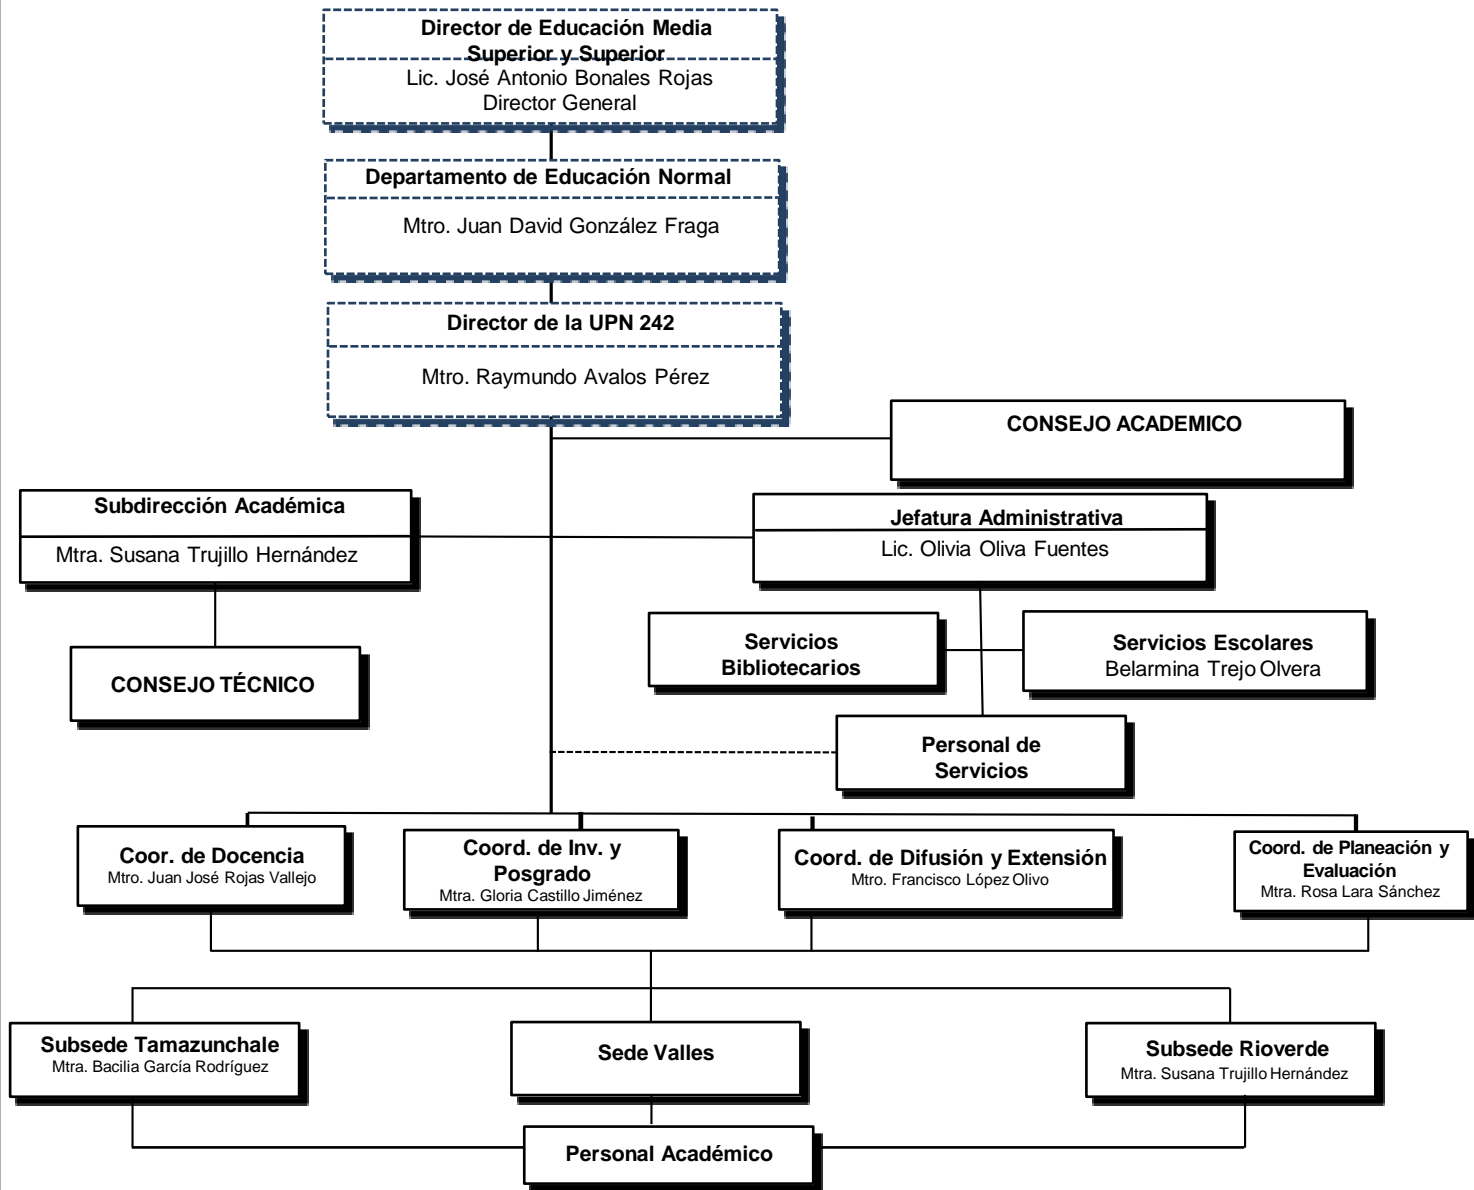 Director de Educación Media
Superior y Superior
Lic. José Antonio Bonales Rojas
Director General
Departamento de Educación Normal
Mtro. Juan David González Fraga
Director de la UPN 242
Mtro. Raymundo Avalos Pérez
CONSEJO ACADEMICO
Subdirección Académica
Mtra. Susana Trujillo Hernández
Jefatura Administrativa
Lic. Olivia Oliva Fuentes
CONSEJO TÉCNICO
Servicios
Bibliotecarios
Servicios Escolares
Belarmina Trejo Olvera
Personal de
Servicios
Coor. de Docencia
Mtro. Juan José Rojas Vallejo
Coord. de Inv. y
Posgrado
Mtra. Gloria Castillo Jiménez
Coord. de Difusión y Extensión
Mtro. Francisco López Olivo
Coord. de Planeación y
Evaluación
Mtra. Rosa Lara Sánchez
Subsede Tamazunchale
Mtra. Bacilia García Rodríguez
Sede Valles
Subsede Rioverde
Mtra. Susana Trujillo Hernández
Personal Académico